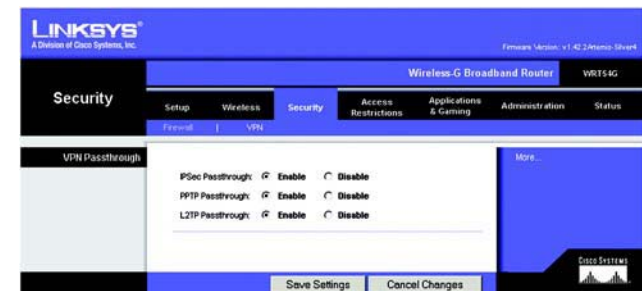 LINKSYS®
A Division of Cisco Systems, Inc.
Firmware Version: v1.42.2
Wireless-G Broadband Router WRT54G
Security
Setup Wireless Security Access Restrictions Applications & Gaming Administration Status
Firewall | VPN
VPN Passthrough
More...
IPSec Passthrough: Enable Disable
PPTP Passthrough: Enable Disable
L2TP Passthrough: Enable Disable
Save Settings Cancel Changes
CISCO SYSTEMS